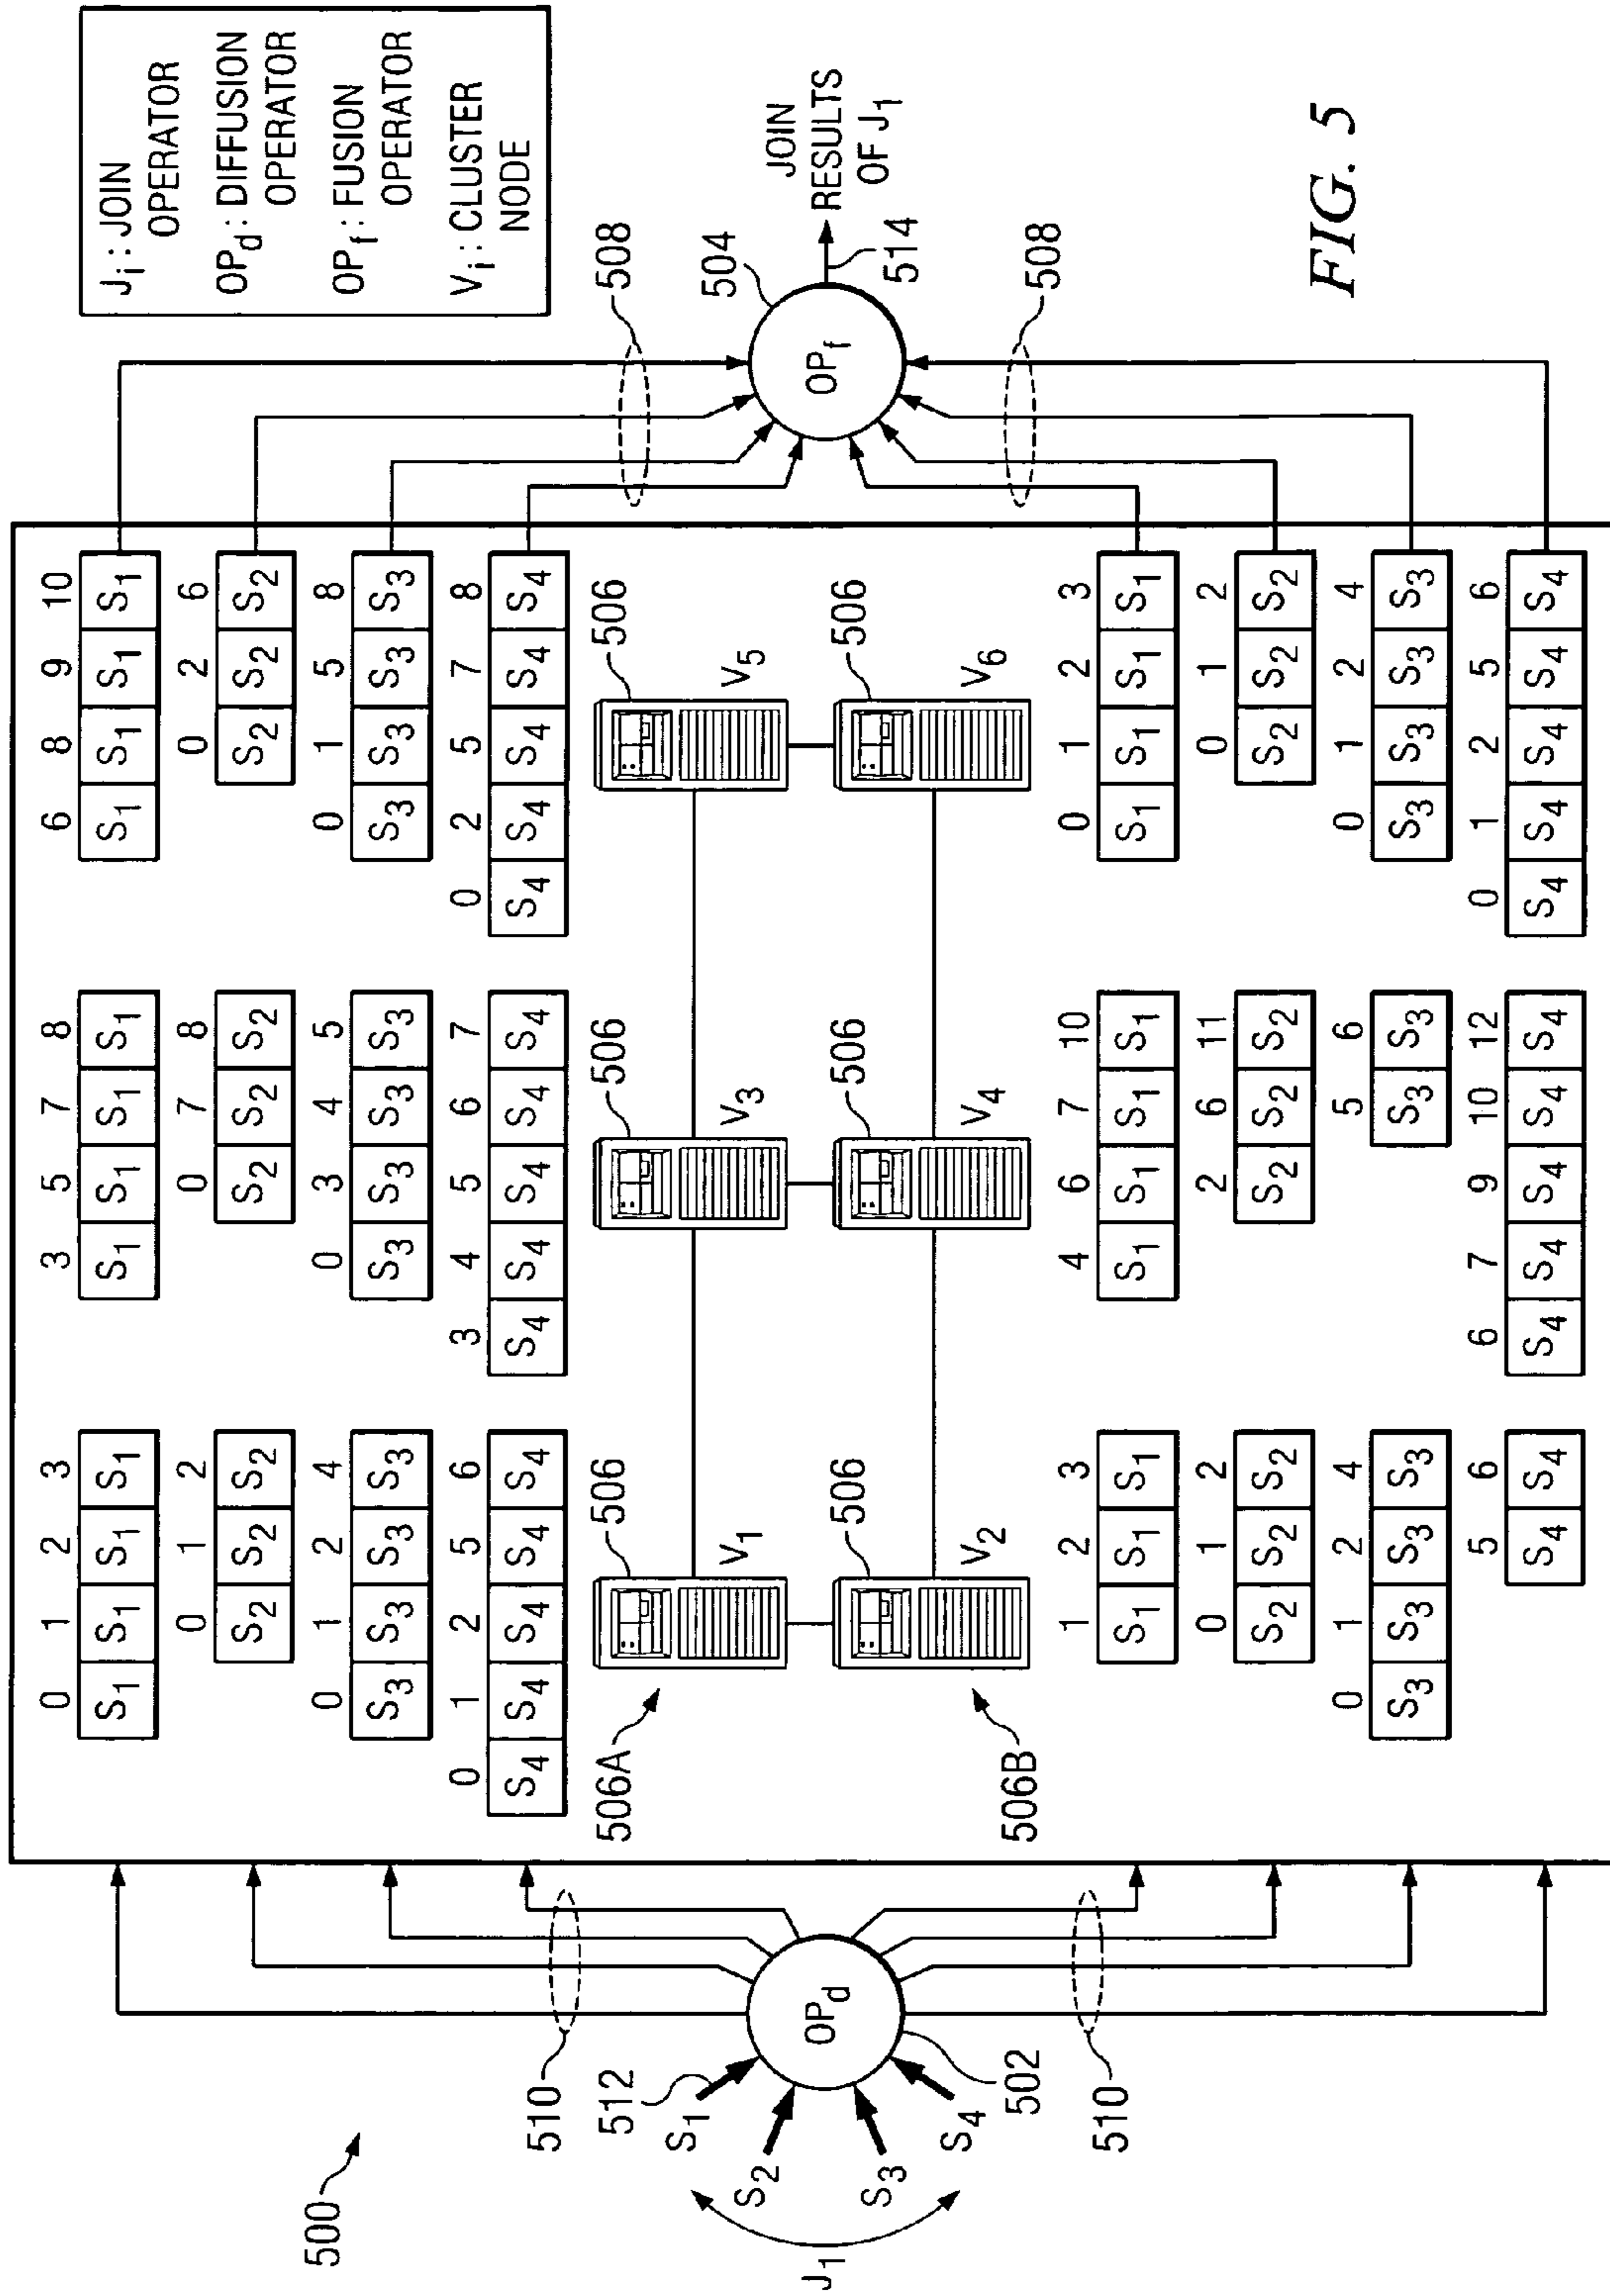 500
J1
S1
S2
S3
S4
512
502
OPd
510
510
0 1 2 3
S1 S1 S1 S1
0 1 2
S2 S2 S2
0 1 2 4
S3 S3 S3 S3
0 1 2 5 6
S4 S4 S4 S4 S4
3 5 7 8
S1 S1 S1 S1
0 7 8
S2 S2 S2
0 3 4 5
S3 S3 S3 S3
3 4 5 6 7
S4 S4 S4 S4 S4
6 8 9 10
S1 S1 S1 S1
0 2 6
S2 S2 S2
0 1 5 8
S3 S3 S3 S3
0 2 5 7 8
S4 S4 S4 S4 S4
506A
506
V1
506
V3
506
V5
506B
506
V2
506
V4
506
V6
1 2 3
S1 S1 S1
0 1 2
S2 S2 S2
0 1 2 4
S3 S3 S3 S3
5 6
S4 S4
4 6 7 10
S1 S1 S1 S1
2 6 11
S2 S2 S2
5 6
S3 S3
6 7 9 10 12
S4 S4 S4 S4 S4
0 1 2 3
S1 S1 S1 S1
0 1 2
S2 S2 S2
0 1 2 4
S3 S3 S3 S3
0 1 2 5 6
S4 S4 S4 S4 S4
508
504
OPf
508
514
JOIN
RESULTS
OF J1
Ji : JOIN
OPERATOR
OPd : DIFFUSION
OPERATOR
OPf : FUSION
OPERATOR
Vi : CLUSTER
NODE
FIG. 5